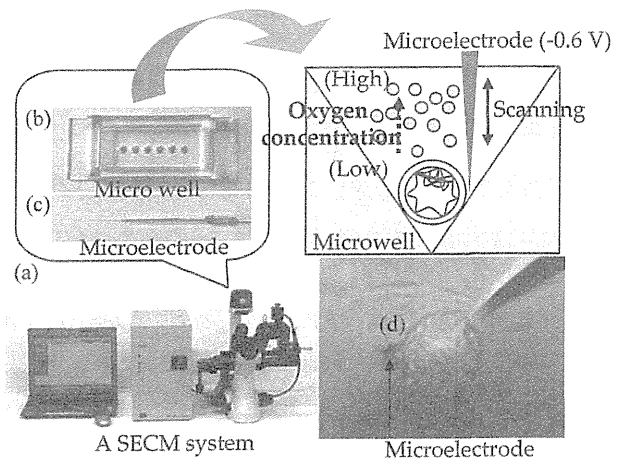 Microelectrode (-0.6 V)
(High)
Oxygen
concentration
Scanning
(Low)
Microwell
(b)
Micro well
(c)
Microelectrode
(a)
(d)
A SECM system
Microelectrode